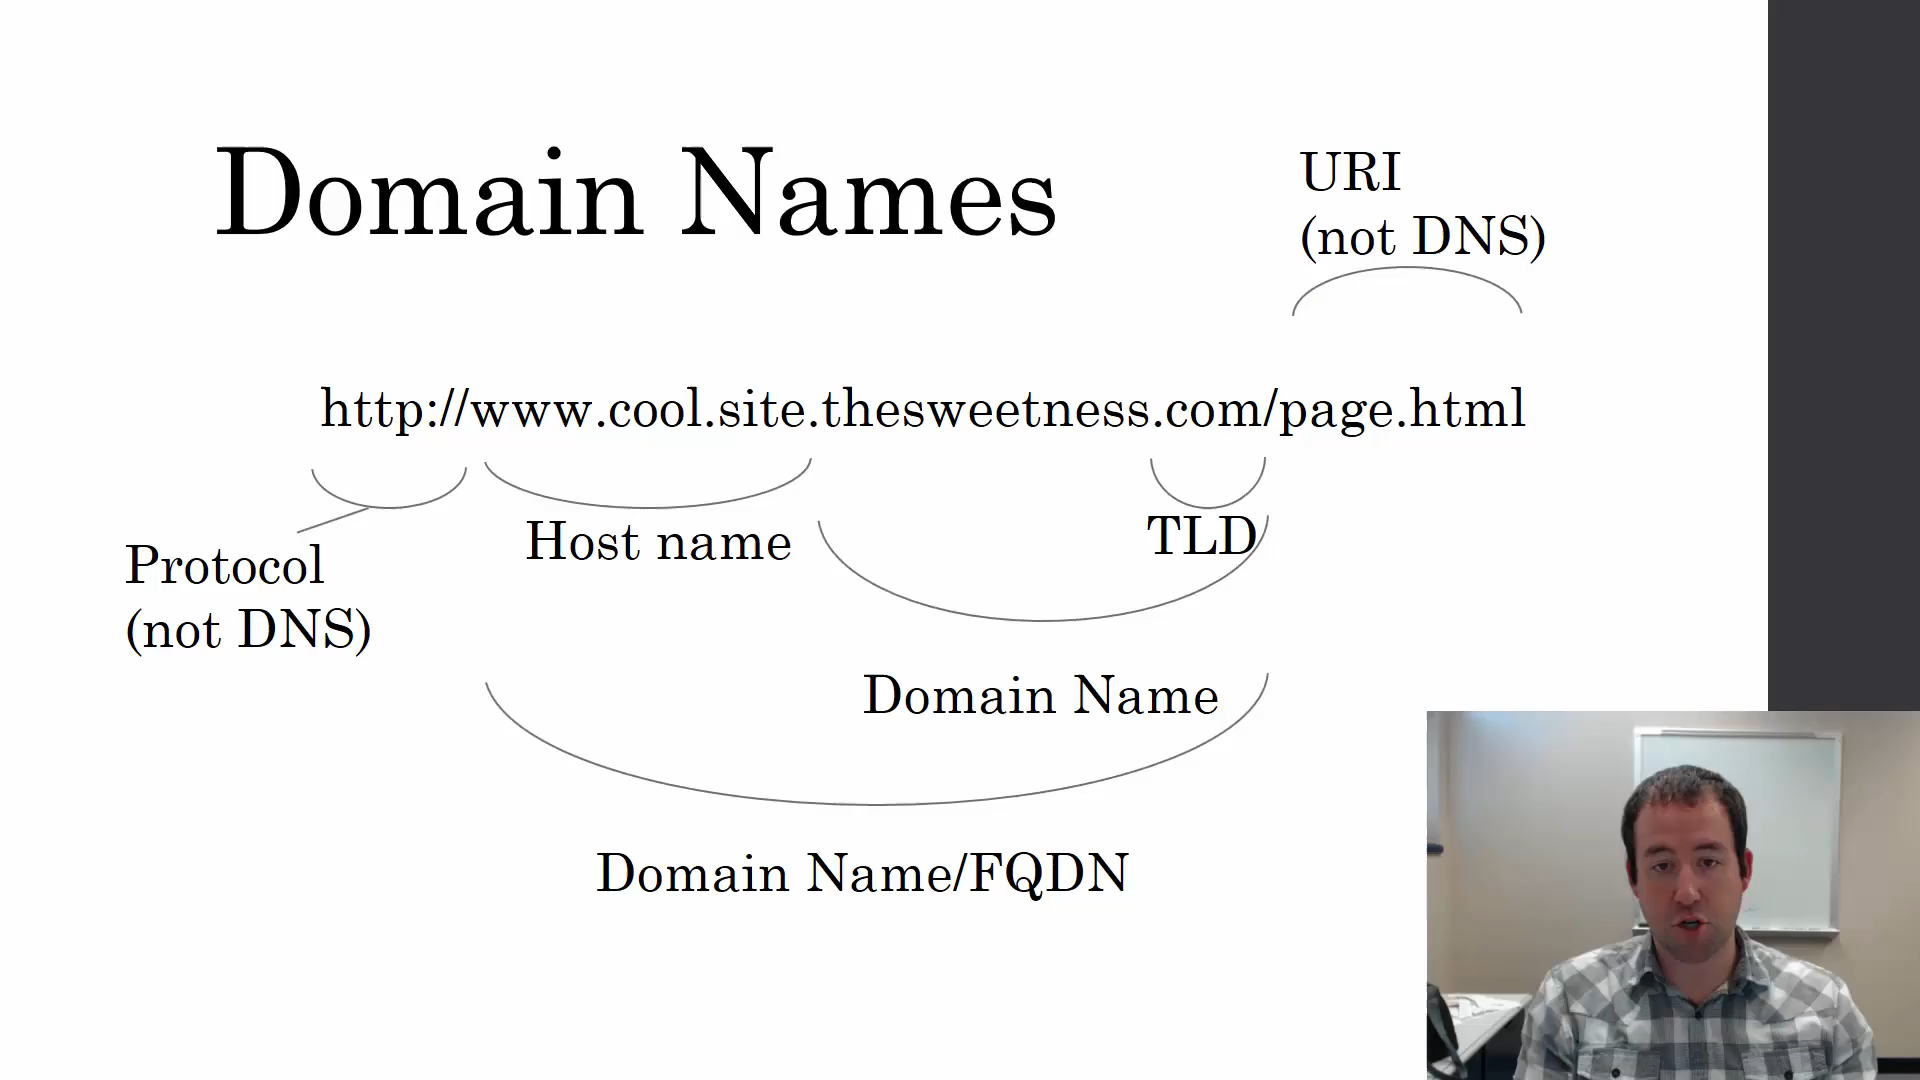 Domain Names
URI
(not DNS)
http://www.cool.site.thesweetness.com/page.html
Host name
TLD
Protocol
(not DNS)
Domain Name
Domain Name/FQDN